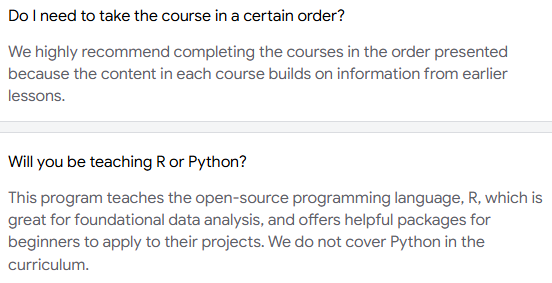 Do I need to take the course in a certain order?
We highly recommend completing the courses in the order presented
because the content in each course builds on information from earlier
lessons.
Will you be teaching R or Python?
This program teaches the open-source programming language, R, which is
great for foundational data analysis, and offers helpful packages for
beginners to apply to their projects. We do not cover Python in the
curriculum.